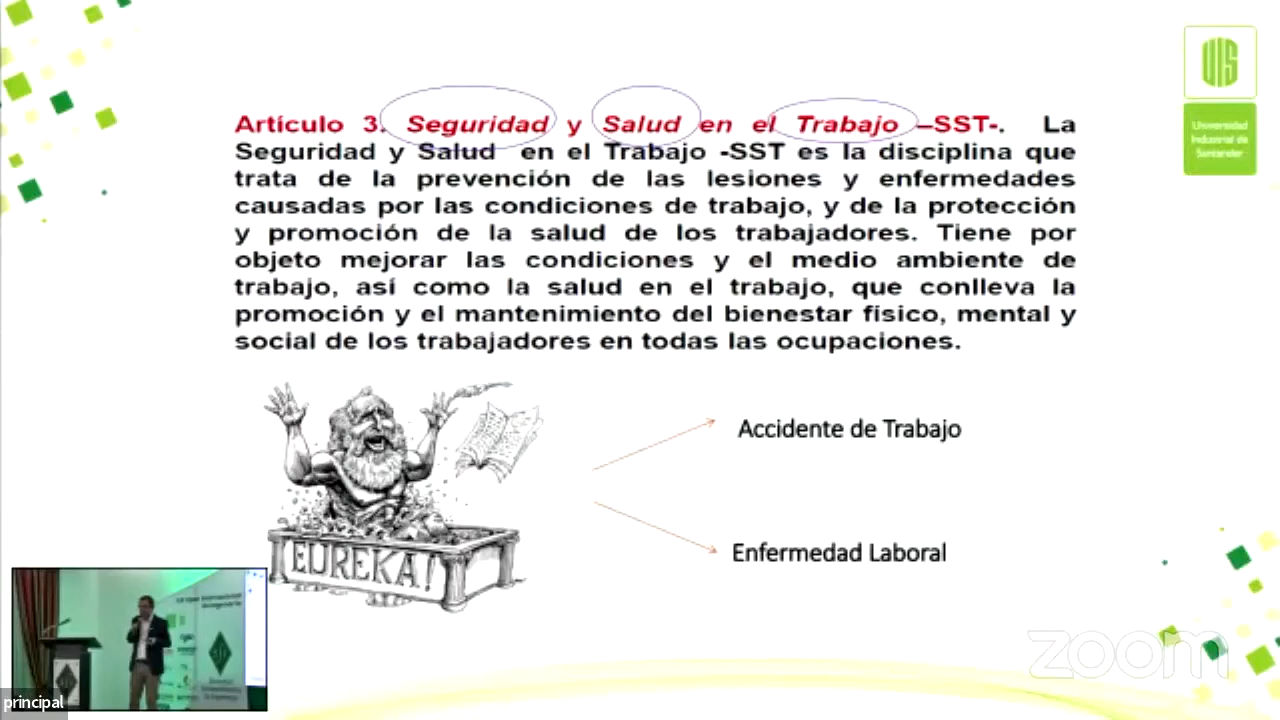 Artículo 3. Seguridad y Salud en el Trabajo –SST-. La
Seguridad y Salud en el Trabajo -SST es la disciplina que
trata de la prevención de las lesiones y enfermedades
causadas por las condiciones de trabajo, y de la protección
y promoción de la salud de los trabajadores. Tiene por
objeto mejorar las condiciones y el medio ambiente de
trabajo, así como la salud en el trabajo, que conlleva la
promoción y el mantenimiento del bienestar físico, mental y
social de los trabajadores en todas las ocupaciones.
UIS
Universidad
Industrial de
Santander
Accidente de Trabajo
EUREKA!
Enfermedad Laboral
zoom
principal